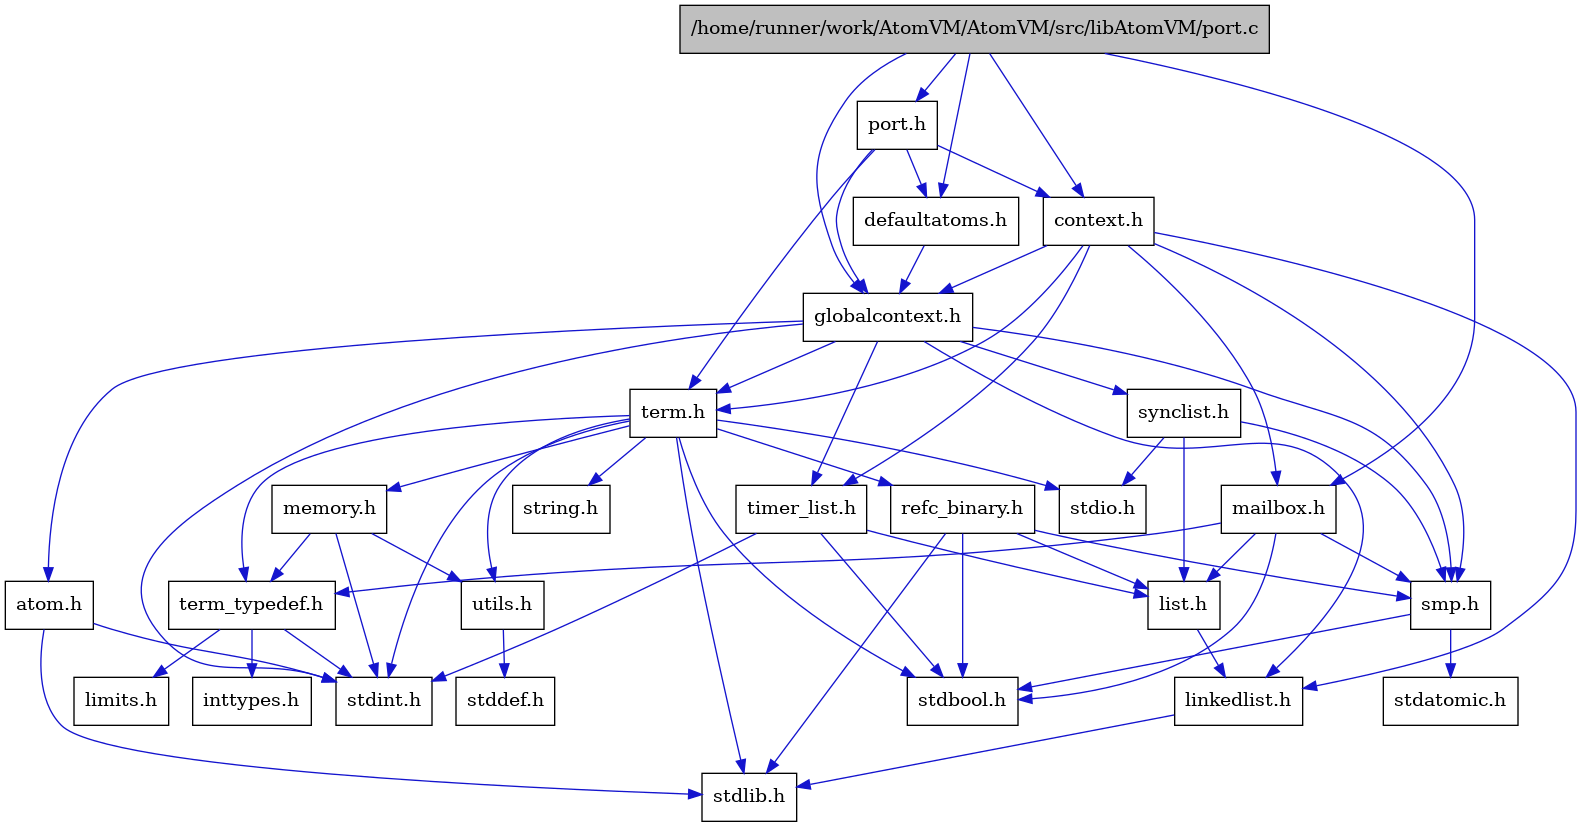 /home/runner/work/AtomVM/AtomVM/src/libAtomVM/port.c
port.h
defaultatoms.h
context.h
globalcontext.h
term.h
synclist.h
memory.h
string.h
timer_list.h
refc_binary.h
stdio.h
mailbox.h
atom.h
term_typedef.h
utils.h
list.h
smp.h
limits.h
inttypes.h
stdint.h
stddef.h
stdbool.h
linkedlist.h
stdatomic.h
stdlib.h